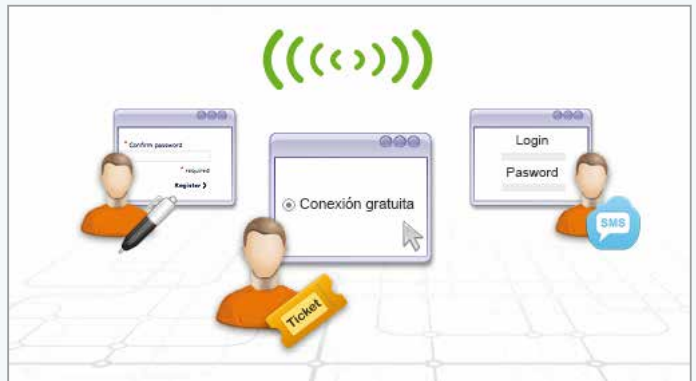 * Confirm password
* required
Register ❯
Conexión gratuita
Ticket
Login
Pasword
SMS